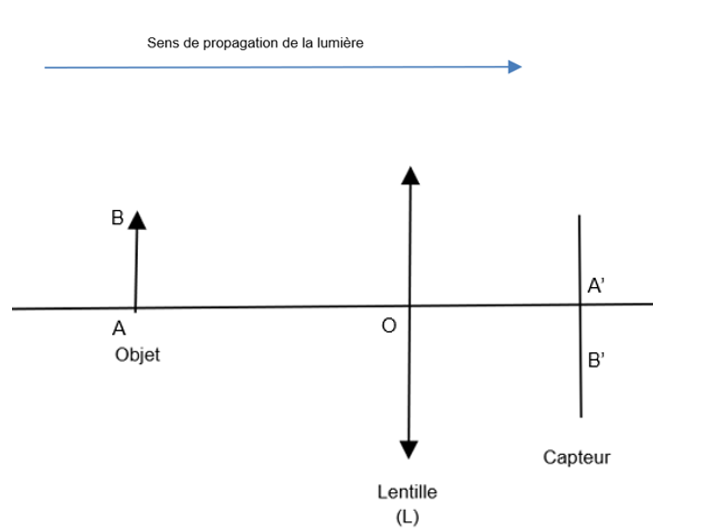 Sens de propagation de la lumière
B
A'
A
O
Objet
B'
Capteur
Lentille
(L)